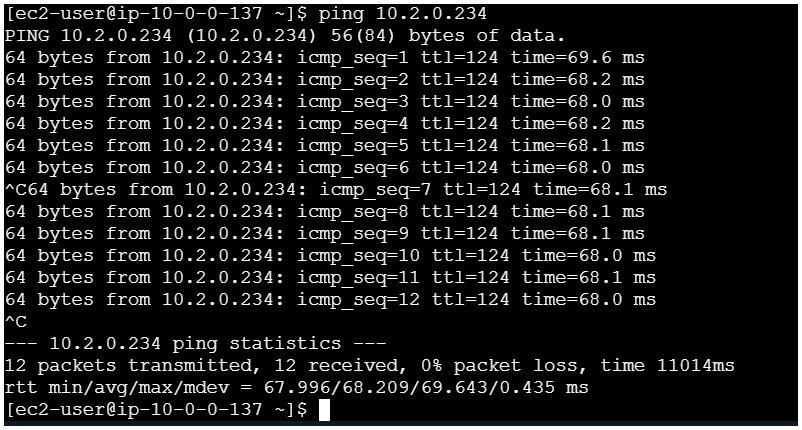 [ec2-user@ip-10-0-0-137 ~]$ ping 10.2.0.234
PING 10.2.0.234 (10.2.0.234) 56(84) bytes of data.
64 bytes from 10.2.0.234: icmp_seq=1 ttl=124 time=69.6 ms
64 bytes from 10.2.0.234: icmp_seq=2 ttl=124 time=68.2 ms
64 bytes from 10.2.0.234: icmp_seq=3 ttl=124 time=68.0 ms
64 bytes from 10.2.0.234: icmp_seq=4 ttl=124 time=68.2 ms
64 bytes from 10.2.0.234: icmp_seq=5 ttl=124 time=68.1 ms
64 bytes from 10.2.0.234: icmp_seq=6 ttl=124 time=68.0 ms
^C64 bytes from 10.2.0.234: icmp_seq=7 ttl=124 time=68.1 ms
64 bytes from 10.2.0.234: icmp_seq=8 ttl=124 time=68.1 ms
64 bytes from 10.2.0.234: icmp_seq=9 ttl=124 time=68.1 ms
64 bytes from 10.2.0.234: icmp_seq=10 ttl=124 time=68.0 ms
64 bytes from 10.2.0.234: icmp_seq=11 ttl=124 time=68.1 ms
64 bytes from 10.2.0.234: icmp_seq=12 ttl=124 time=68.0 ms
^C
--- 10.2.0.234 ping statistics ---
12 packets transmitted, 12 received, 0% packet loss, time 11014ms
rtt min/avg/max/mdev = 67.996/68.209/69.643/0.435 ms
[ec2-user@ip-10-0-0-137 ~]$